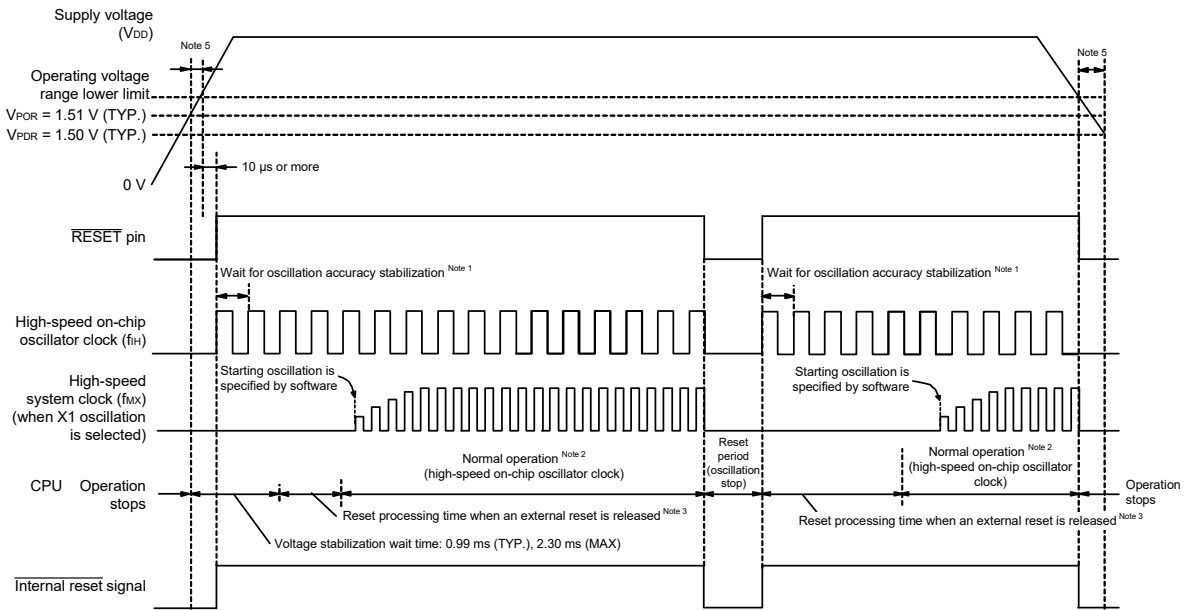 Supply voltage
(VDD)
Note 5
Note 5
Operating voltage
range lower limit
VPOR = 1.51 V (TYP.)
VPDR = 1.50 V (TYP.)
10 μs or more
0 V
RESET pin
Wait for oscillation accuracy stabilization Note 1
Wait for oscillation accuracy stabilization Note 1
High-speed on-chip
oscillator clock (fIH)
Starting oscillation is
specified by software
Starting oscillation is
specified by software
High-speed
system clock (fMX)
(when X1 oscillation
is selected)
Normal operation Note 2
(high-speed on-chip oscillator clock)
Reset
period
(oscillation
stop)
Normal operation Note 2
(high-speed on-chip oscillator
clock)
CPU
Operation
stops
Operation
stops
Reset processing time when an external reset is released Note 3
Reset processing time when an external reset is released Note 3
Voltage stabilization wait time: 0.99 ms (TYP.), 2.30 ms (MAX)
Internal reset signal